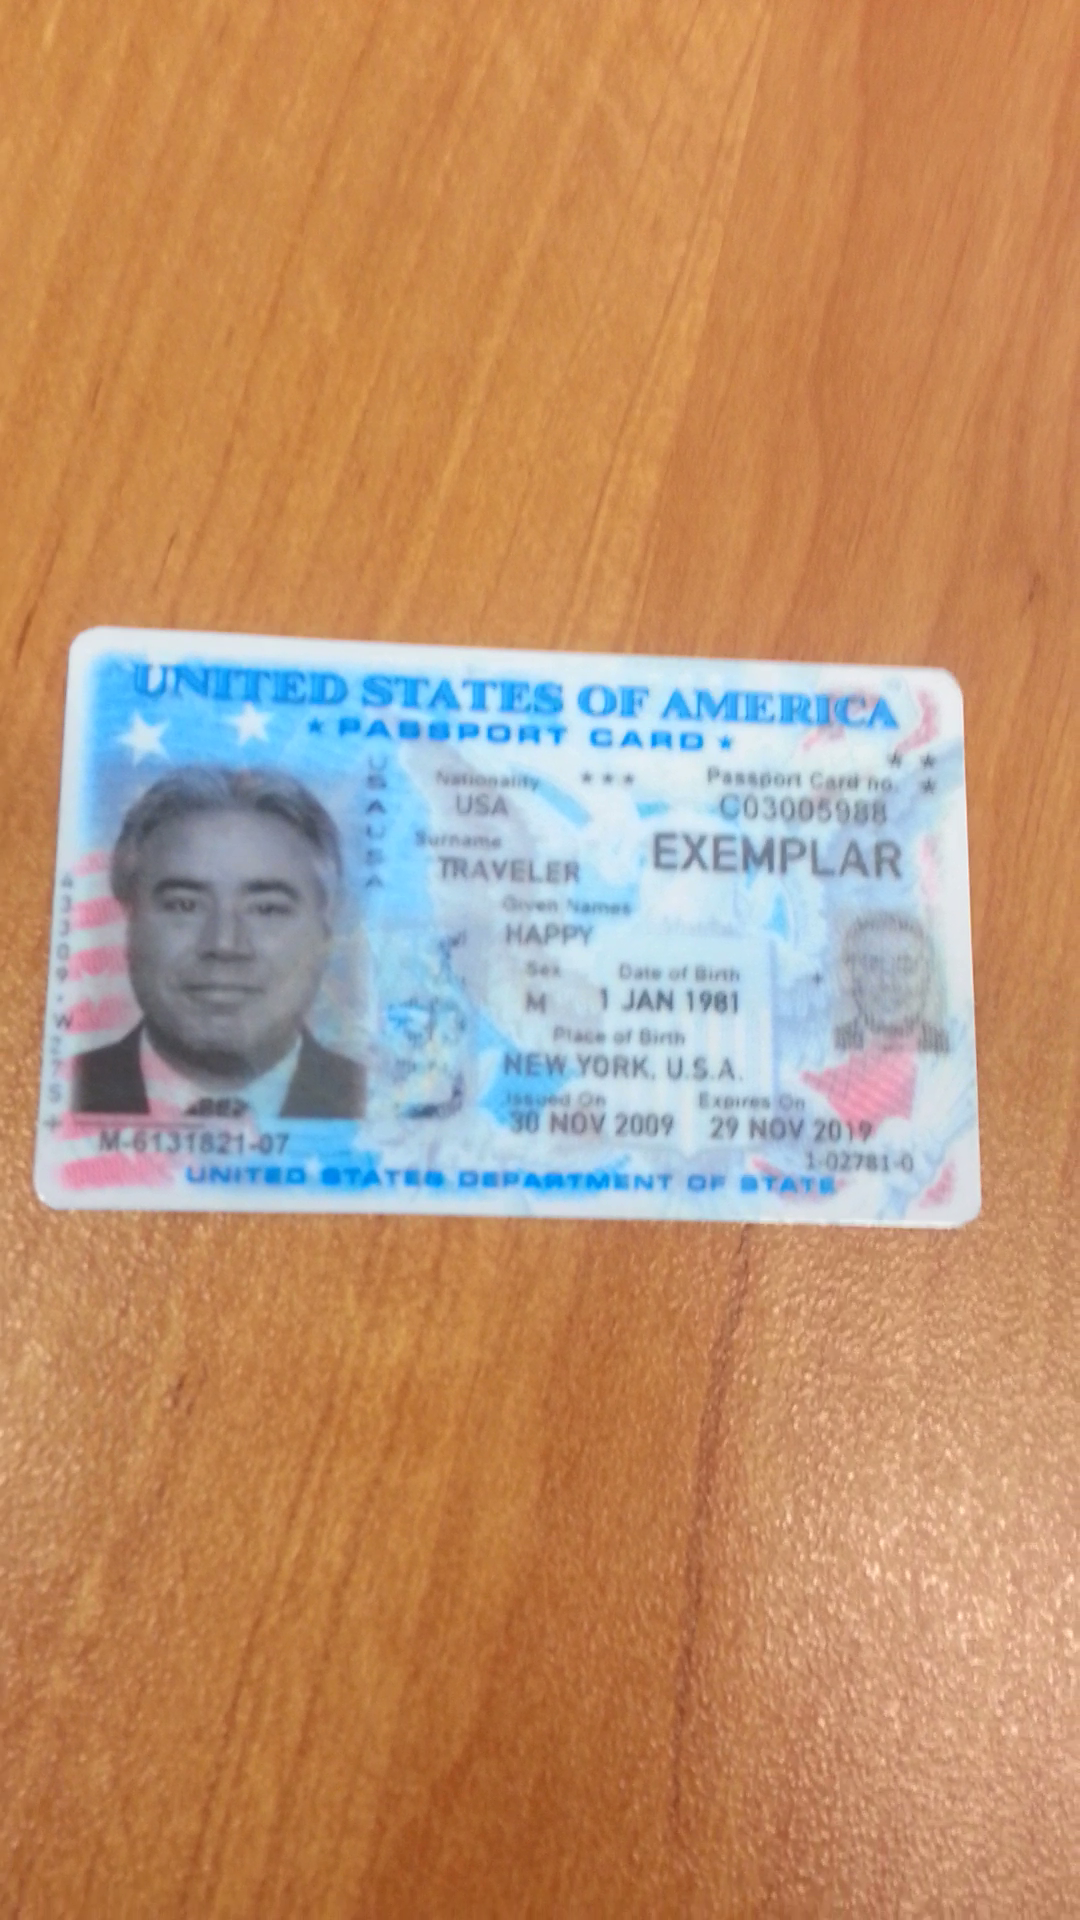 UNITED STATES OF AMERICA
PASSPORT CARD
USAUSA
Nationality
USA
Passport Card no.
C03005988
Surname
TRAVELER
EXEMPLAR
Given Names
HAPPY
Sex
M
Date of Birth
1 JAN 1981
Place of Birth
NEW YORK, U.S.A.
Issued On
30 NOV 2009
Expires On
29 NOV 2019
M-6131821-07
1-02781-0
UNITED STATES DEPARTMENT OF STATE